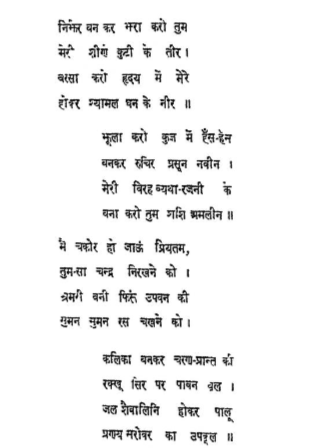 निर्झर बन कर झरा करो तुम
मेरी शीर्ण कुटी के तीर ।
बरसा करो हृदय में मेरे
होकर श्यामल घन के नीर ॥
झूला करो कुंज में हँस-हँस
बनकर रुचिर प्रसून नवीन ।
मेरी विरह व्यथा-रजनी के
बना करो तुम शशि अमलीन ॥
मैं चकोर हो जाऊं प्रियतम,
तुम-सा चन्द्र निरखने को ।
भ्रमरी बनी फिरूं उपवन की
सुमन सुमन रस चखने को ।
कलिका बनकर चरण-प्रान्त की
रक्खू सिर पर पावन धूल ।
जल शैवालिनि होकर पालू
प्रणय सरोवर का उपकूल ॥